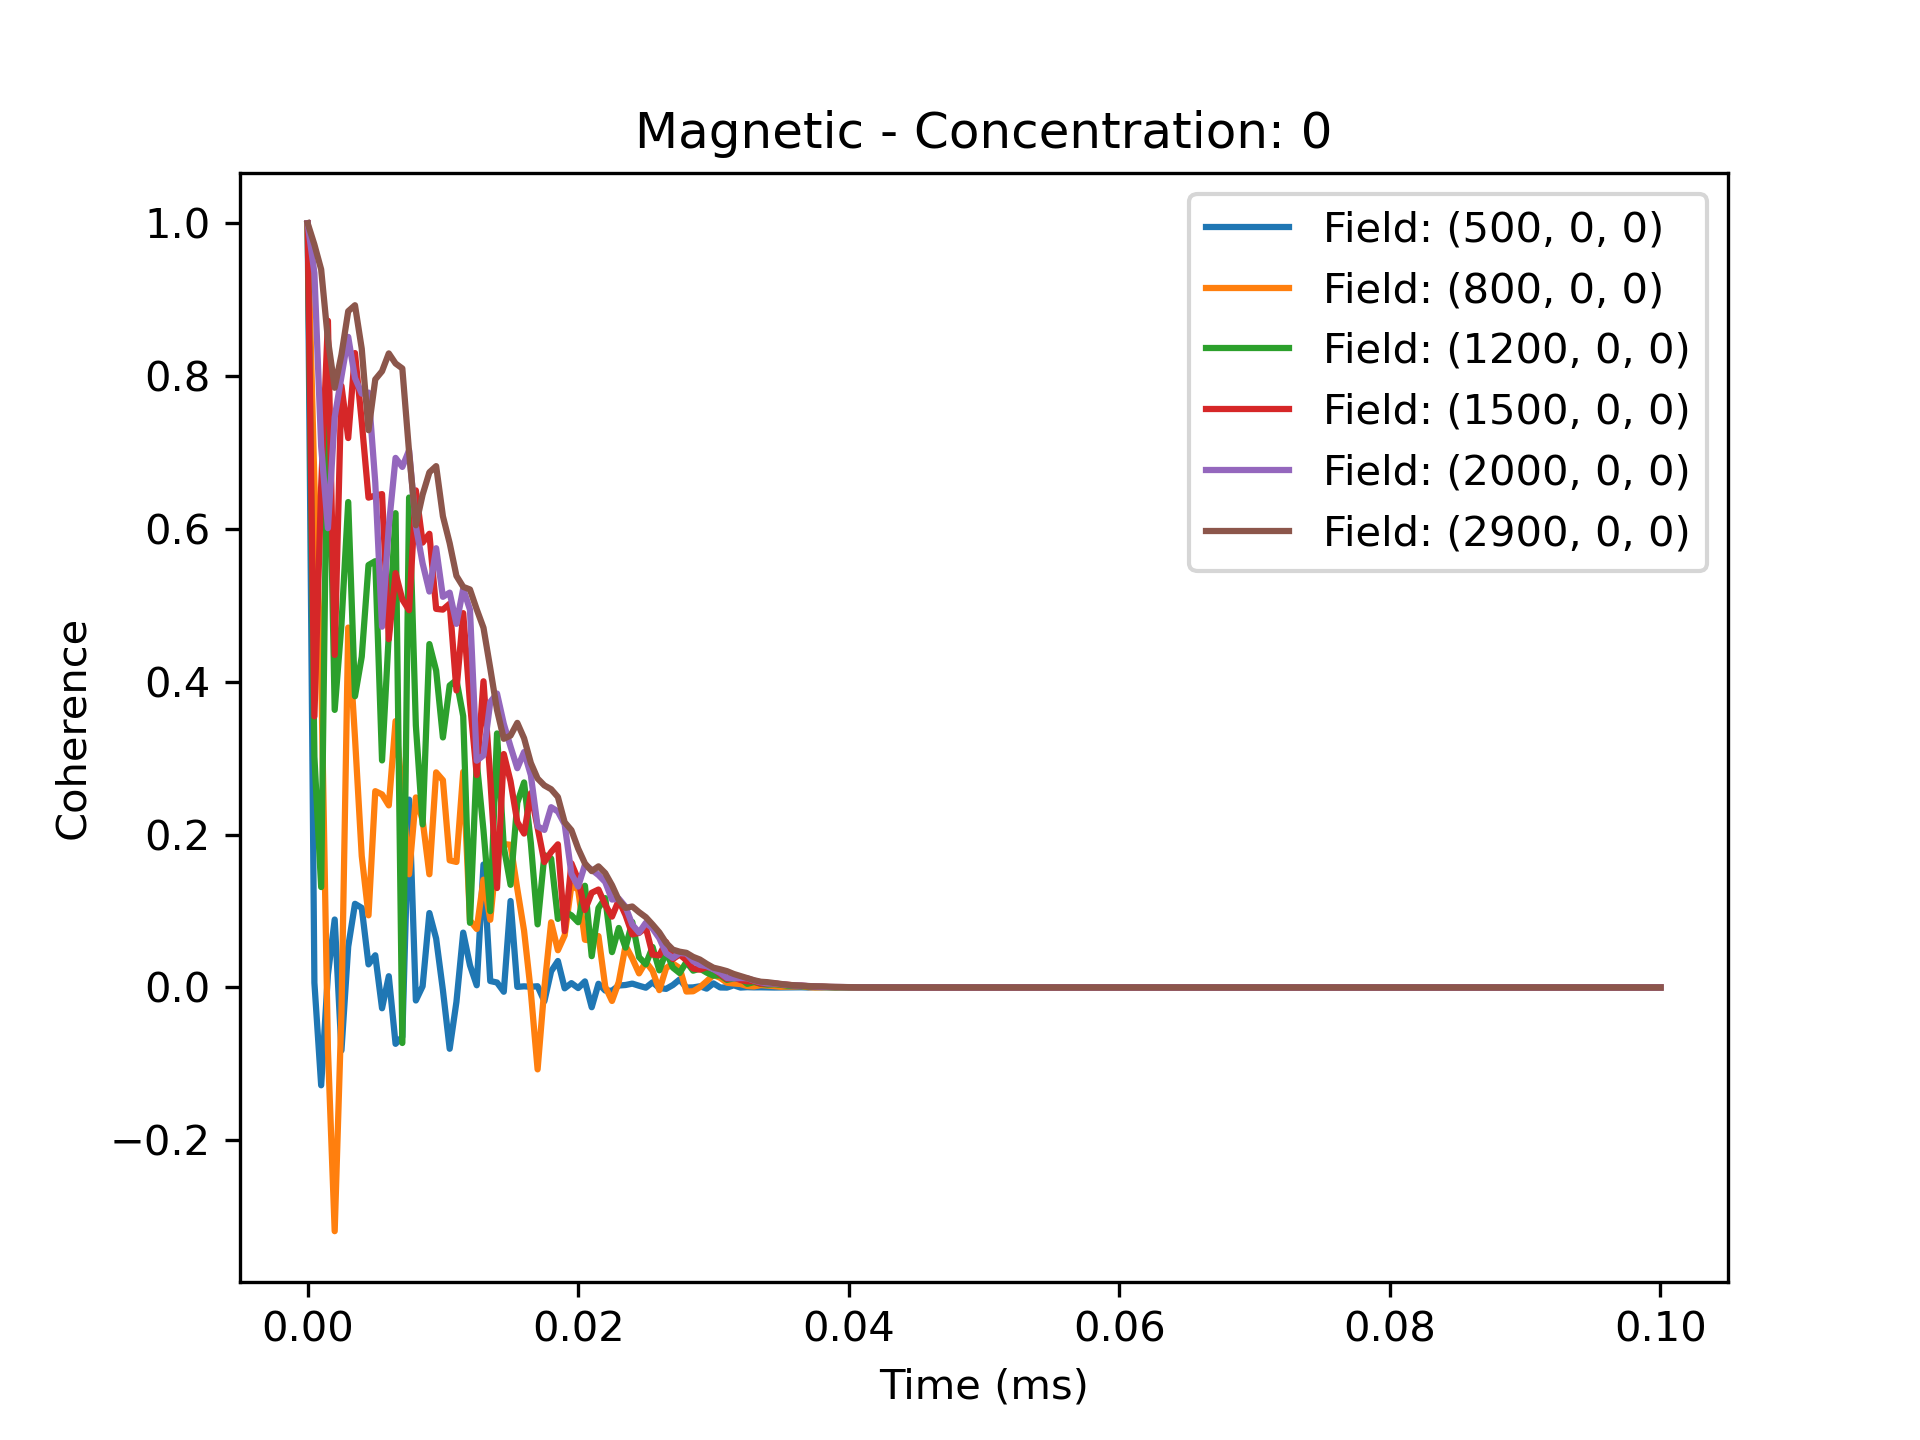 Magnetic - Concentration: 0
Field: (500, 0, 0)
Field: (800, 0, 0)
Field: (1200, 0, 0)
Field: (1500, 0, 0)
Field: (2000, 0, 0)
Field: (2900, 0, 0)
Coherence
1.0
0.8
0.6
0.4
0.2
0.0
−0.2
0.00 0.02 0.04 0.06 0.08 0.10
Time (ms)